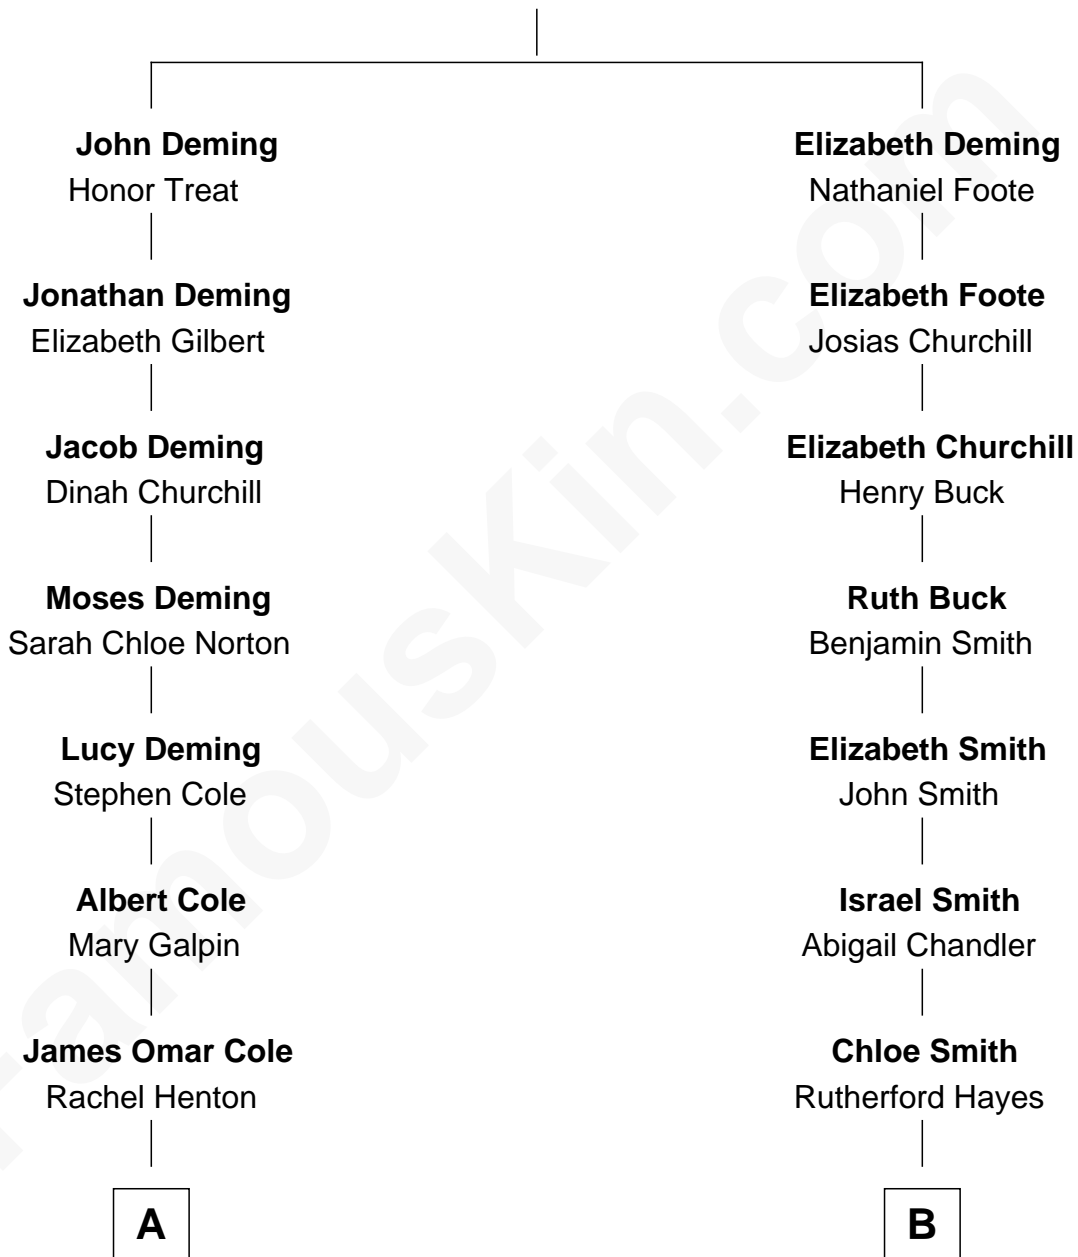 John Deming
Honor Treat
Jonathan Deming
Elizabeth Gilbert
Jacob Deming
Dinah Churchill
Moses Deming
Sarah Chloe Norton
Lucy Deming
Stephen Cole
Albert Cole
Mary Galpin
James Omar Cole
Rachel Henton
A
Elizabeth Deming
Nathaniel Foote
Elizabeth Foote
Josias Churchill
Elizabeth Churchill
Henry Buck
Ruth Buck
Benjamin Smith
Elizabeth Smith
John Smith
Israel Smith
Abigail Chandler
Chloe Smith
Rutherford Hayes
B
FamousKin.com